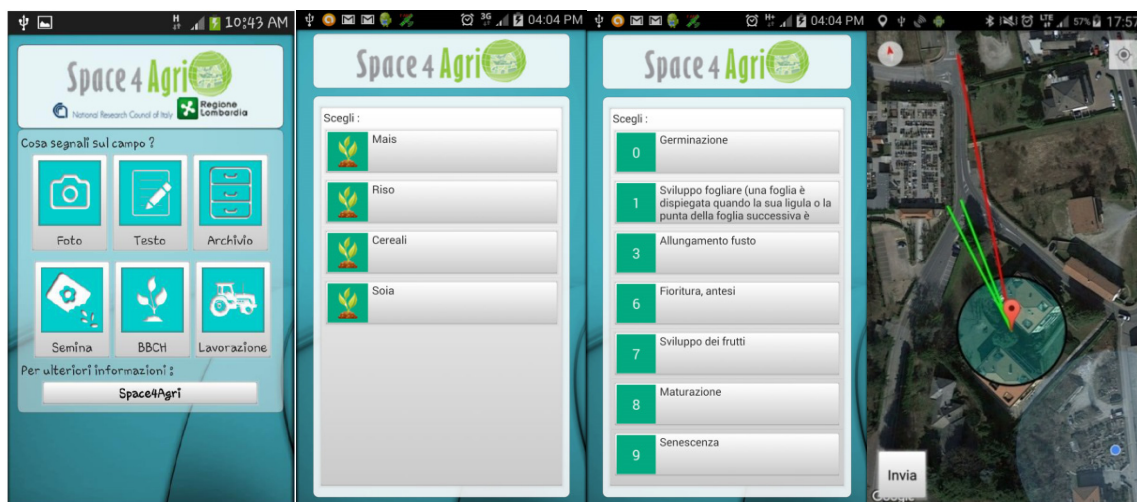 H
10:43 AM
Space 4 Agri
National Research Council of Italy
Regione
Lombardia
Cosa segnali sul campo ?
Foto
Testo
Archivio
Semina
BBCH
Lavorazione
Per ulteriori informazioni :
Space4Agri
3G
04:04 PM
Space 4 Agri
Scegli :
Mais
Riso
Cereali
Soia
H+
04:04 PM
Space 4 Agri
Scegli :
0 Germinazione
1 Sviluppo fogliare (una foglia è
dispiegata quando la sua ligula o la
punta della foglia successiva è
3 Allungamento fusto
6 Fioritura, antesi
7 Sviluppo dei frutti
8 Maturazione
9 Senescenza
LTE 57% 17:57
Invia
Google